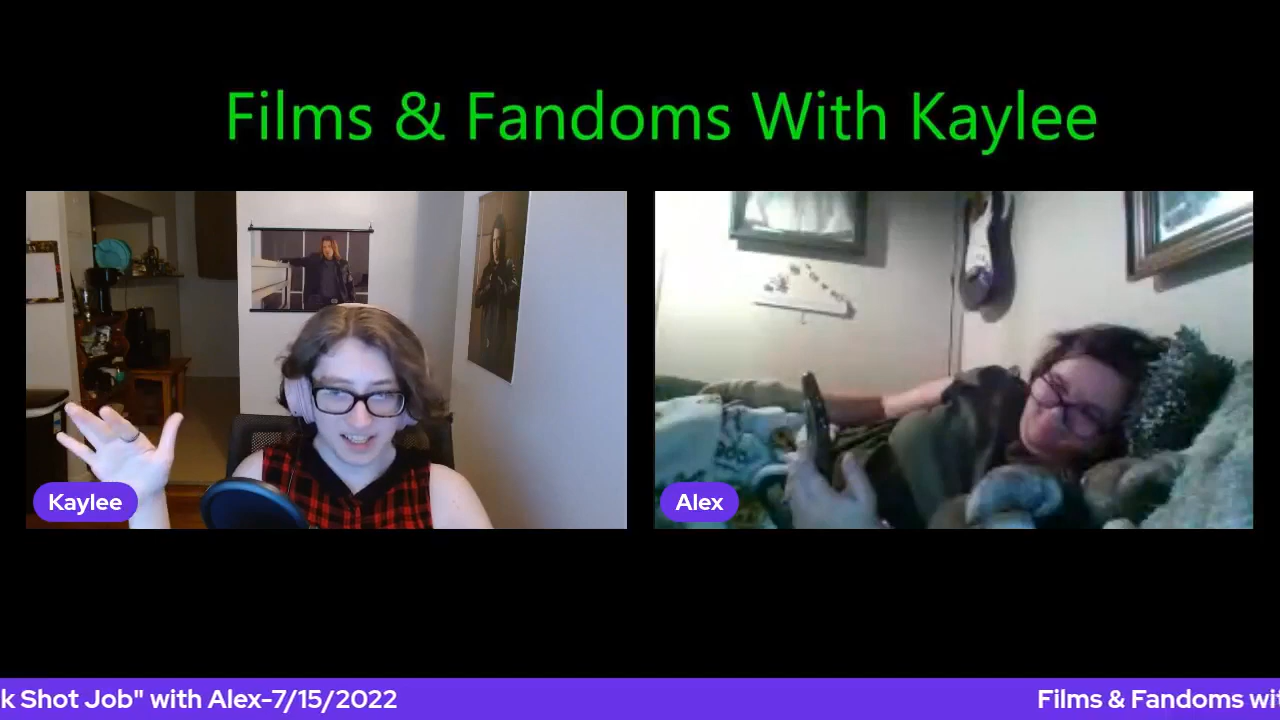 Films & Fandoms With Kaylee
Kaylee
Alex
k Shot Job" with Alex-7/15/2022
Films & Fandoms wit